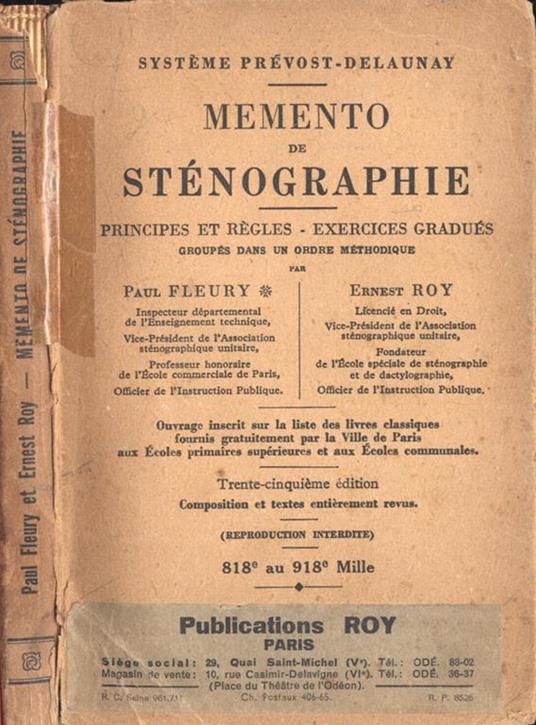 Paul Fleury et Ernest Roy — MEMENTO DE STÉNOGRAPHIE
SYSTÈME PRÉVOST-DELAUNAY
MEMENTO
DE
STÉNOGRAPHIE
PRINCIPES ET RÈGLES - EXERCICES GRADUÉS
GROUPÉS DANS UN ORDRE MÉTHODIQUE
PAR
PAUL FLEURY ❊
Inspecteur départemental
de l'Enseignement technique,
Vice-Président de l'Association
sténographique unitaire,
Professeur honoraire
de l'École commerciale de Paris,
Officier de l'Instruction Publique.
ERNEST ROY
Licencié en Droit,
Vice-Président de l'Association
sténographique unitaire,
Fondateur
de l'École spéciale de sténographie
et de dactylographie,
Officier de l'Instruction Publique.
Ouvrage inscrit sur la liste des livres classiques
fournis gratuitement par la Ville de Paris
aux Écoles primaires supérieures et aux Écoles communales.
Trente-cinquième édition
Composition et textes entièrement revus.
(REPRODUCTION INTERDITE)
818e au 918e Mille
Publications ROY
PARIS
Siège social : 29, Quai Saint-Michel (Ve). Tél. : ODÉ. 88-02
Magasin de vente : 10, rue Casimir-Delavigne (VIe). Tél. : ODÉ. 36-37
(Place du Théâtre de l'Odéon).
R. C. Seine Ch. Postaux 406-65. R. P. 8526